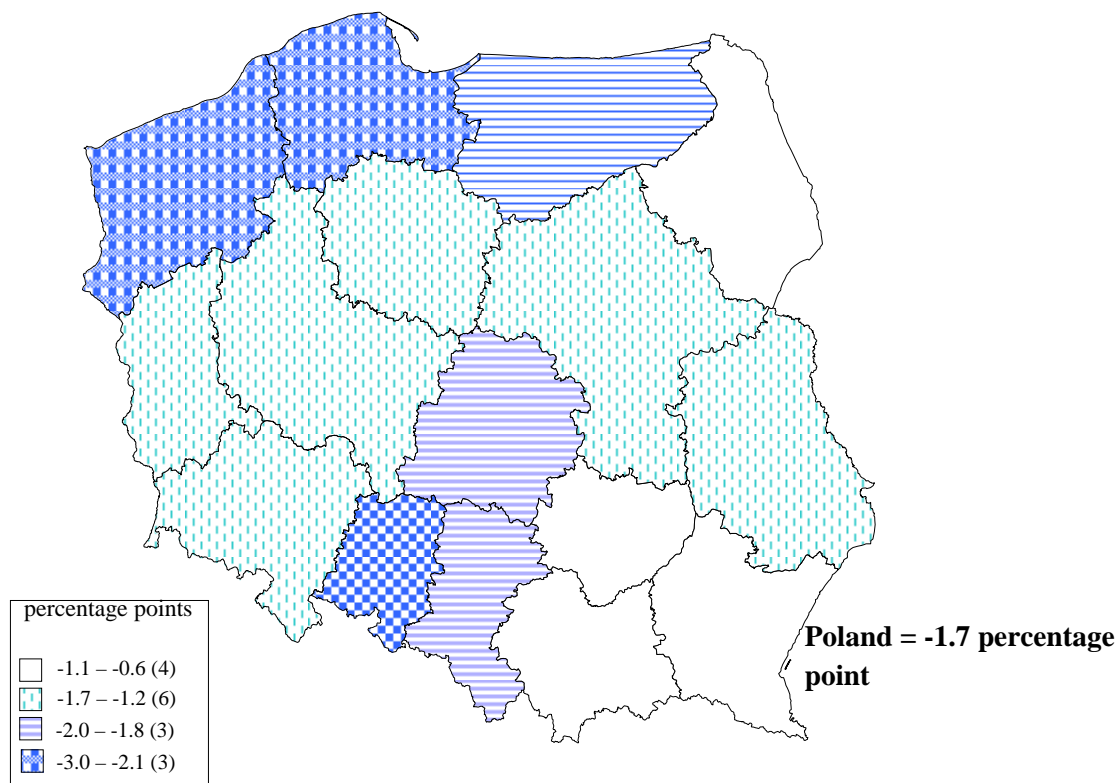 Poland = -1.7 percentage
point
percentage points
-1.1 – -0.6 (4)
-1.7 – -1.2 (6)
-2.0 – -1.8 (3)
-3.0 – -2.1 (3)